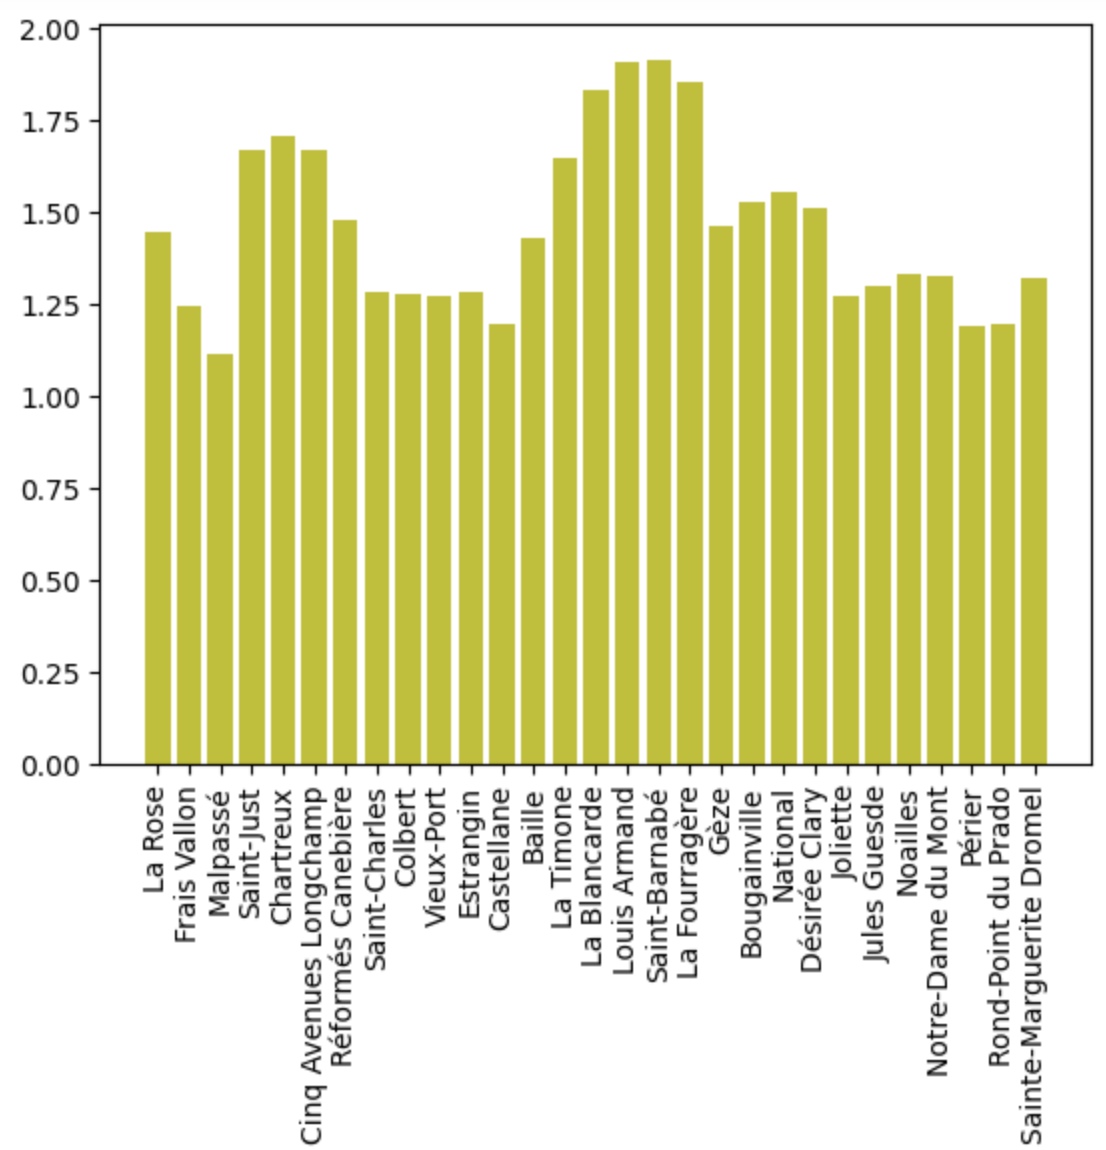 2.00
1.75
1.50
1.25
1.00
0.75
0.50
0.25
0.00
La Rose
Frais Vallon
Malpassé
Saint-Just
Chartreux
Cinq Avenues Longchamp
Réformés Canebière
Saint-Charles
Colbert
Vieux-Port
Estrangin
Castellane
Baille
La Timone
La Blancarde
Louis Armand
Saint-Barnabé
La Fourragère
Gèze
Bougainville
National
Désirée Clary
Joliette
Jules Guesde
Noailles
Notre-Dame du Mont
Périer
Rond-Point du Prado
Sainte-Marguerite Dromel